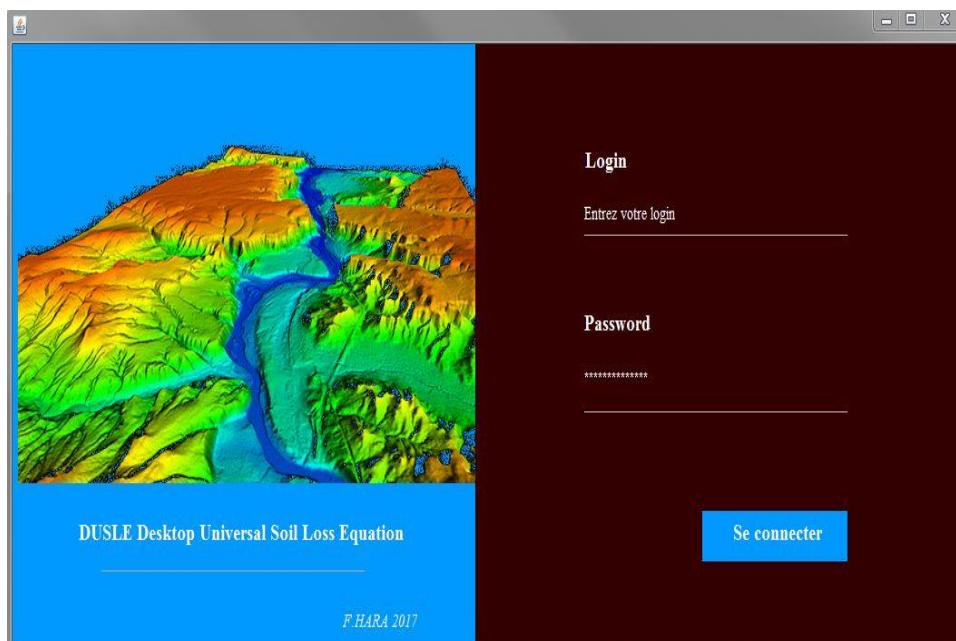 DUSLE Desktop Universal Soil Loss Equation
F.HARA 2017
Login
Entrez votre login
Password
**************
Se connecter